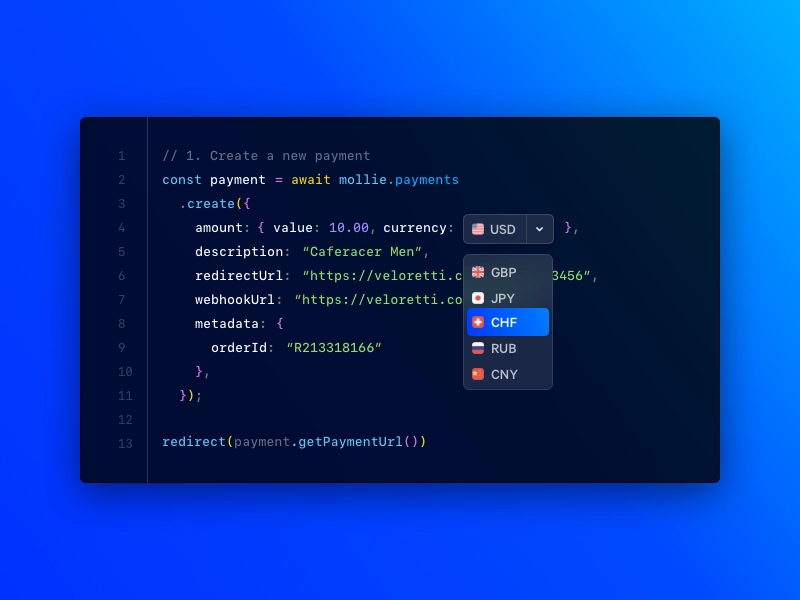 1 // 1. Create a new payment
2 const payment = await mollie.payments
3 .create({
4 amount: { value: 10.00, currency: USD },
5 description: “Caferacer Men”,
6 redirectUrl: “https://veloretti.c 3456”,
GBP
7 webhookUrl: “https://veloretti.co
JPY
8 metadata: {
CHF
9 orderId: “R213318166”
RUB
10 },
CNY
11 });
12
13 redirect(payment.getPaymentUrl())